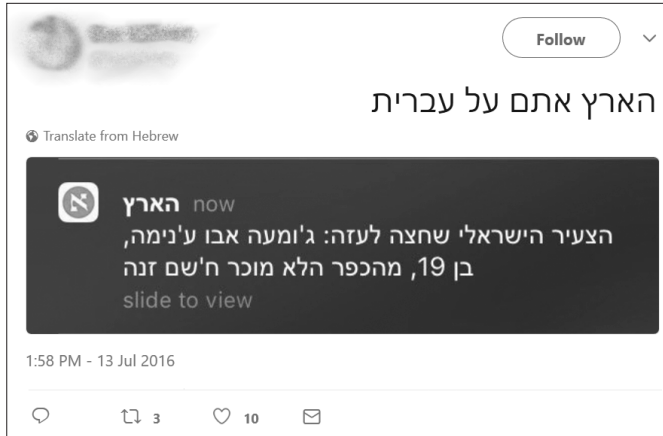 Follow
הארץ אתם על עברית
Translate from Hebrew
הארץ now
הצעיר הישראלי שחצה לעזה: ג'ומעה אבו ע'נימה,
בן 19, מהכפר הלא מוכר ח'שם זנה
slide to view
1:58 PM - 13 Jul 2016
3 10